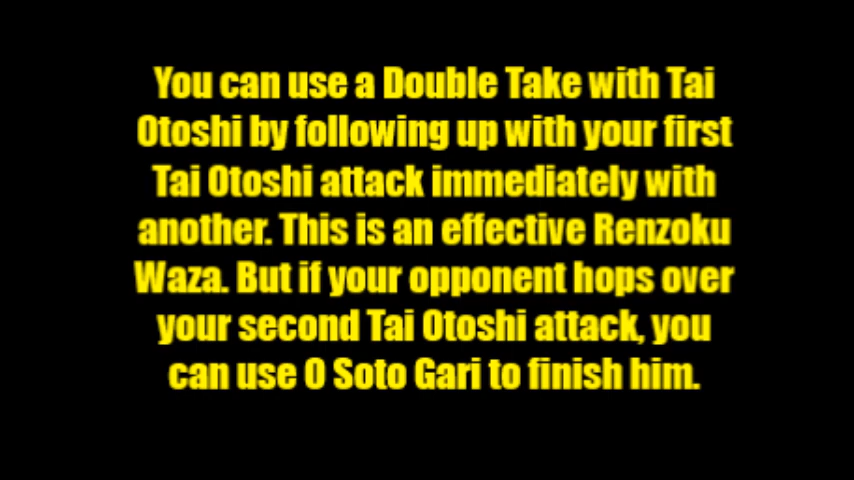 You can use a Double Take with Tai
Otoshi by following up with your first
Tai Otoshi attack immediately with
another. This is an effective Renzoku
Waza. But if your opponent hops over
your second Tai Otoshi attack, you
can use O Soto Gari to finish him.